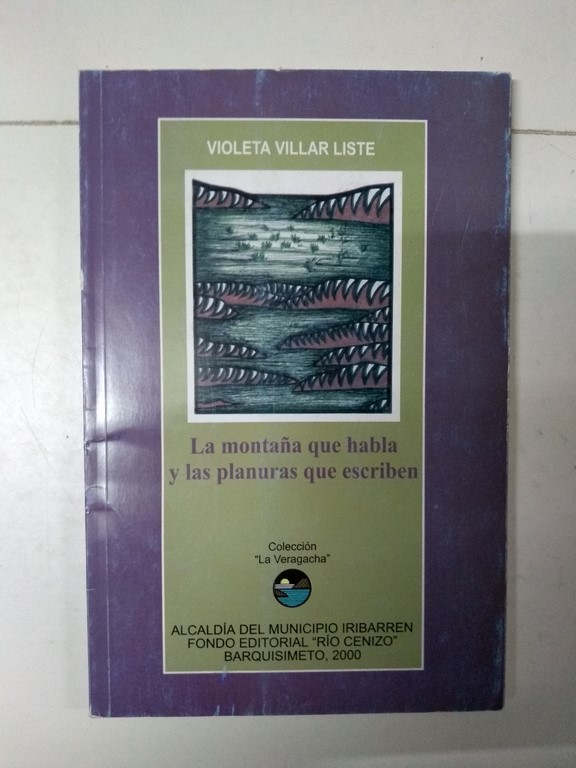 VIOLETA VILLAR LISTE
La montaña que habla
y las planuras que escriben
Colección
"La Veragacha"
ALCALDÍA DEL MUNICIPIO IRIBARREN
FONDO EDITORIAL "RÍO CENIZO"
BARQUISIMETO, 2000